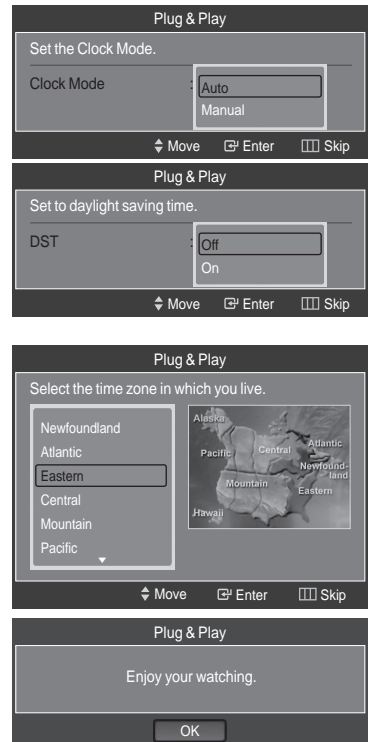 Plug & Play
Set the Clock Mode.
Clock Mode : Auto
Manual
Move Enter Skip
Plug & Play
Set to daylight saving time.
DST : Off
On
Move Enter Skip
Plug & Play
Select the time zone in which you live.
Newfoundland
Atlantic
Eastern
Central
Mountain
Pacific
Alaska
Pacific
Central
Atlantic
Newfound-
land
Mountain
Eastern
Hawaii
Move Enter Skip
Plug & Play
Enjoy your watching.
OK